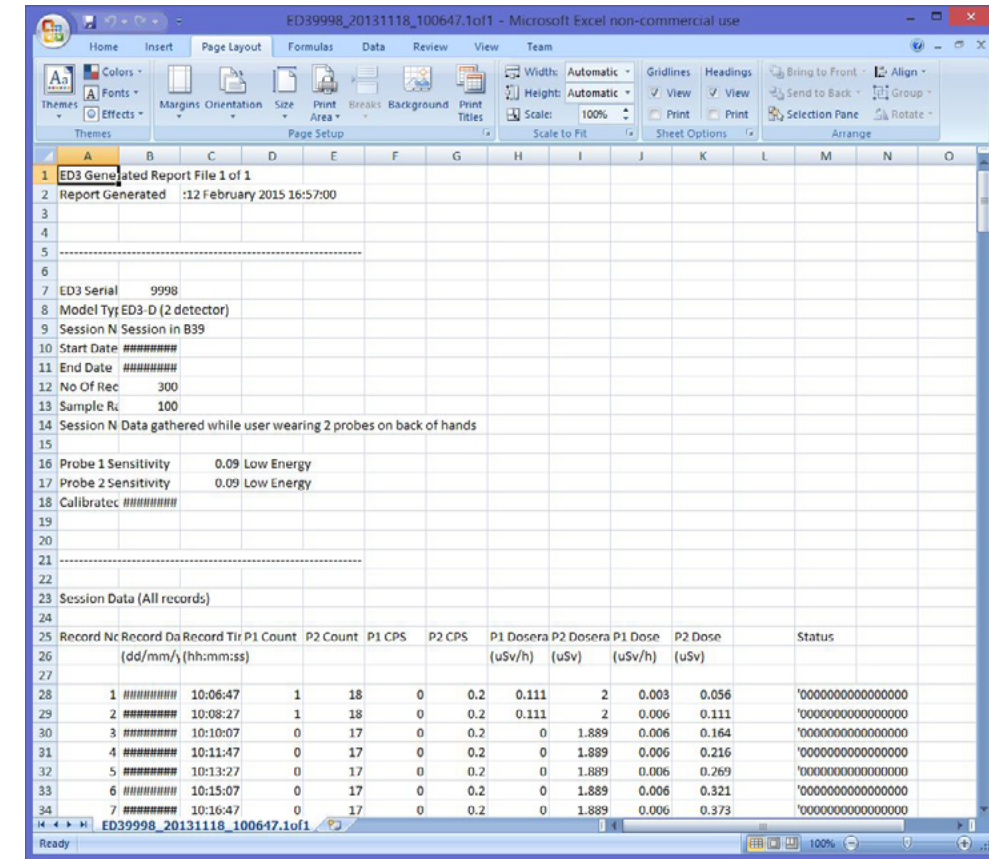 ED39998_20131118_100647.1of1 - Microsoft Excel non-commercial use
Home Insert Page Layout Formulas Data Review View Team
Colors Width: Automatic Gridlines Headings Bring to Front Align
Aa Fonts Height: Automatic View View Send to Back Group
Themes Effects Margins Orientation Size Print Area Breaks Background Print Titles Scale: 100% Print Print Selection Pane Rotate
Themes Page Setup Scale to Fit Sheet Options Arrange
A B C D E F G H I J K L M N O
1 ED3 Generated Report File 1 of 1
2 Report Generated :12 February 2015 16:57:00
3
4
5 ---------------------------------------------------------------
6
7 ED3 Serial 9998
8 Model Typ ED3-D (2 detector)
9 Session N Session in B39
10 Start Date ########
11 End Date ########
12 No Of Rec 300
13 Sample Ra 100
14 Session N Data gathered while user wearing 2 probes on back of hands
15
16 Probe 1 Sensitivity 0.09 Low Energy
17 Probe 2 Sensitivity 0.09 Low Energy
18 Calibrated ########
19
20
21 ---------------------------------------------------------------
22
23 Session Data (All records)
24
25 Record No Record Da Record Tir P1 Count P2 Count P1 CPS P2 CPS P1 Dosera P2 Dosera P1 Dose P2 Dose Status
26 (dd/mm/y (hh:mm:ss) (uSv/h) (uSv) (uSv/h) (uSv)
27
28 1 ######## 10:06:47 1 18 0 0.2 0.111 2 0.003 0.056 '0000000000000000
29 2 ######## 10:08:27 1 18 0 0.2 0.111 2 0.006 0.111 '0000000000000000
30 3 ######## 10:10:07 0 17 0 0.2 0 1.889 0.006 0.164 '0000000000000000
31 4 ######## 10:11:47 0 17 0 0.2 0 1.889 0.006 0.216 '0000000000000000
32 5 ######## 10:13:27 0 17 0 0.2 0 1.889 0.006 0.269 '0000000000000000
33 6 ######## 10:15:07 0 17 0 0.2 0 1.889 0.006 0.321 '0000000000000000
34 7 ######## 10:16:47 0 17 0 0.2 0 1.889 0.006 0.373 '0000000000000000
ED39998_20131118_100647.1of1
Ready 100%